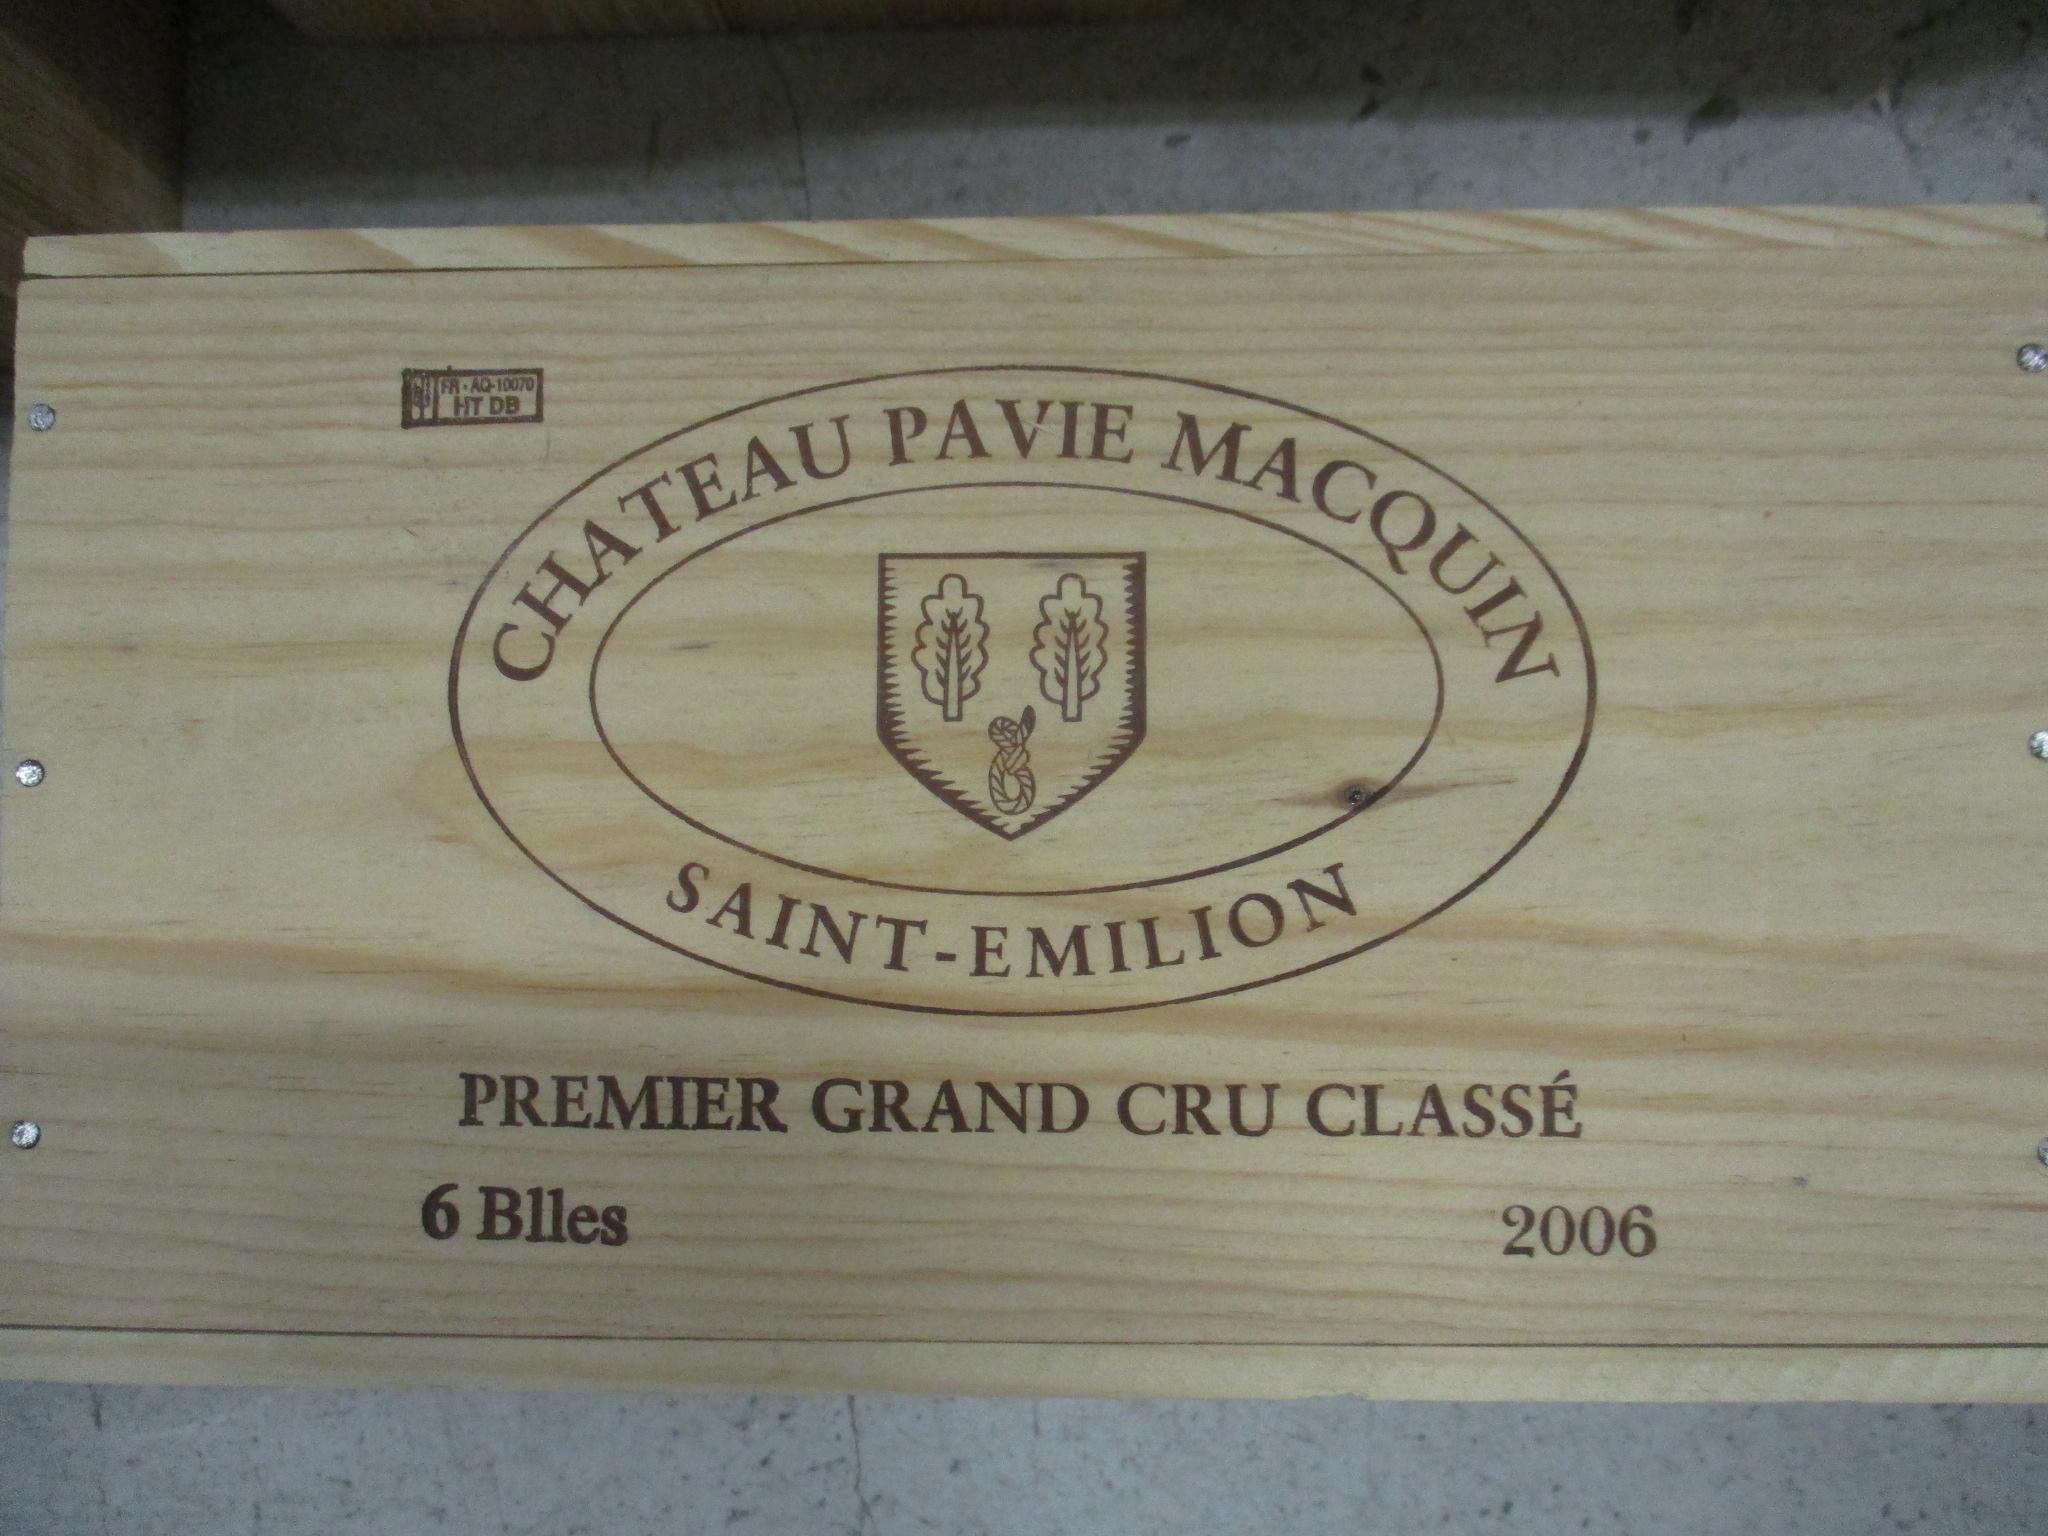 FR - AQ-10070
HT DB
CHATEAU PAVIE MACQUIN
SAINT-EMILION
PREMIER GRAND CRU CLASSÉ
6 Blles
2006